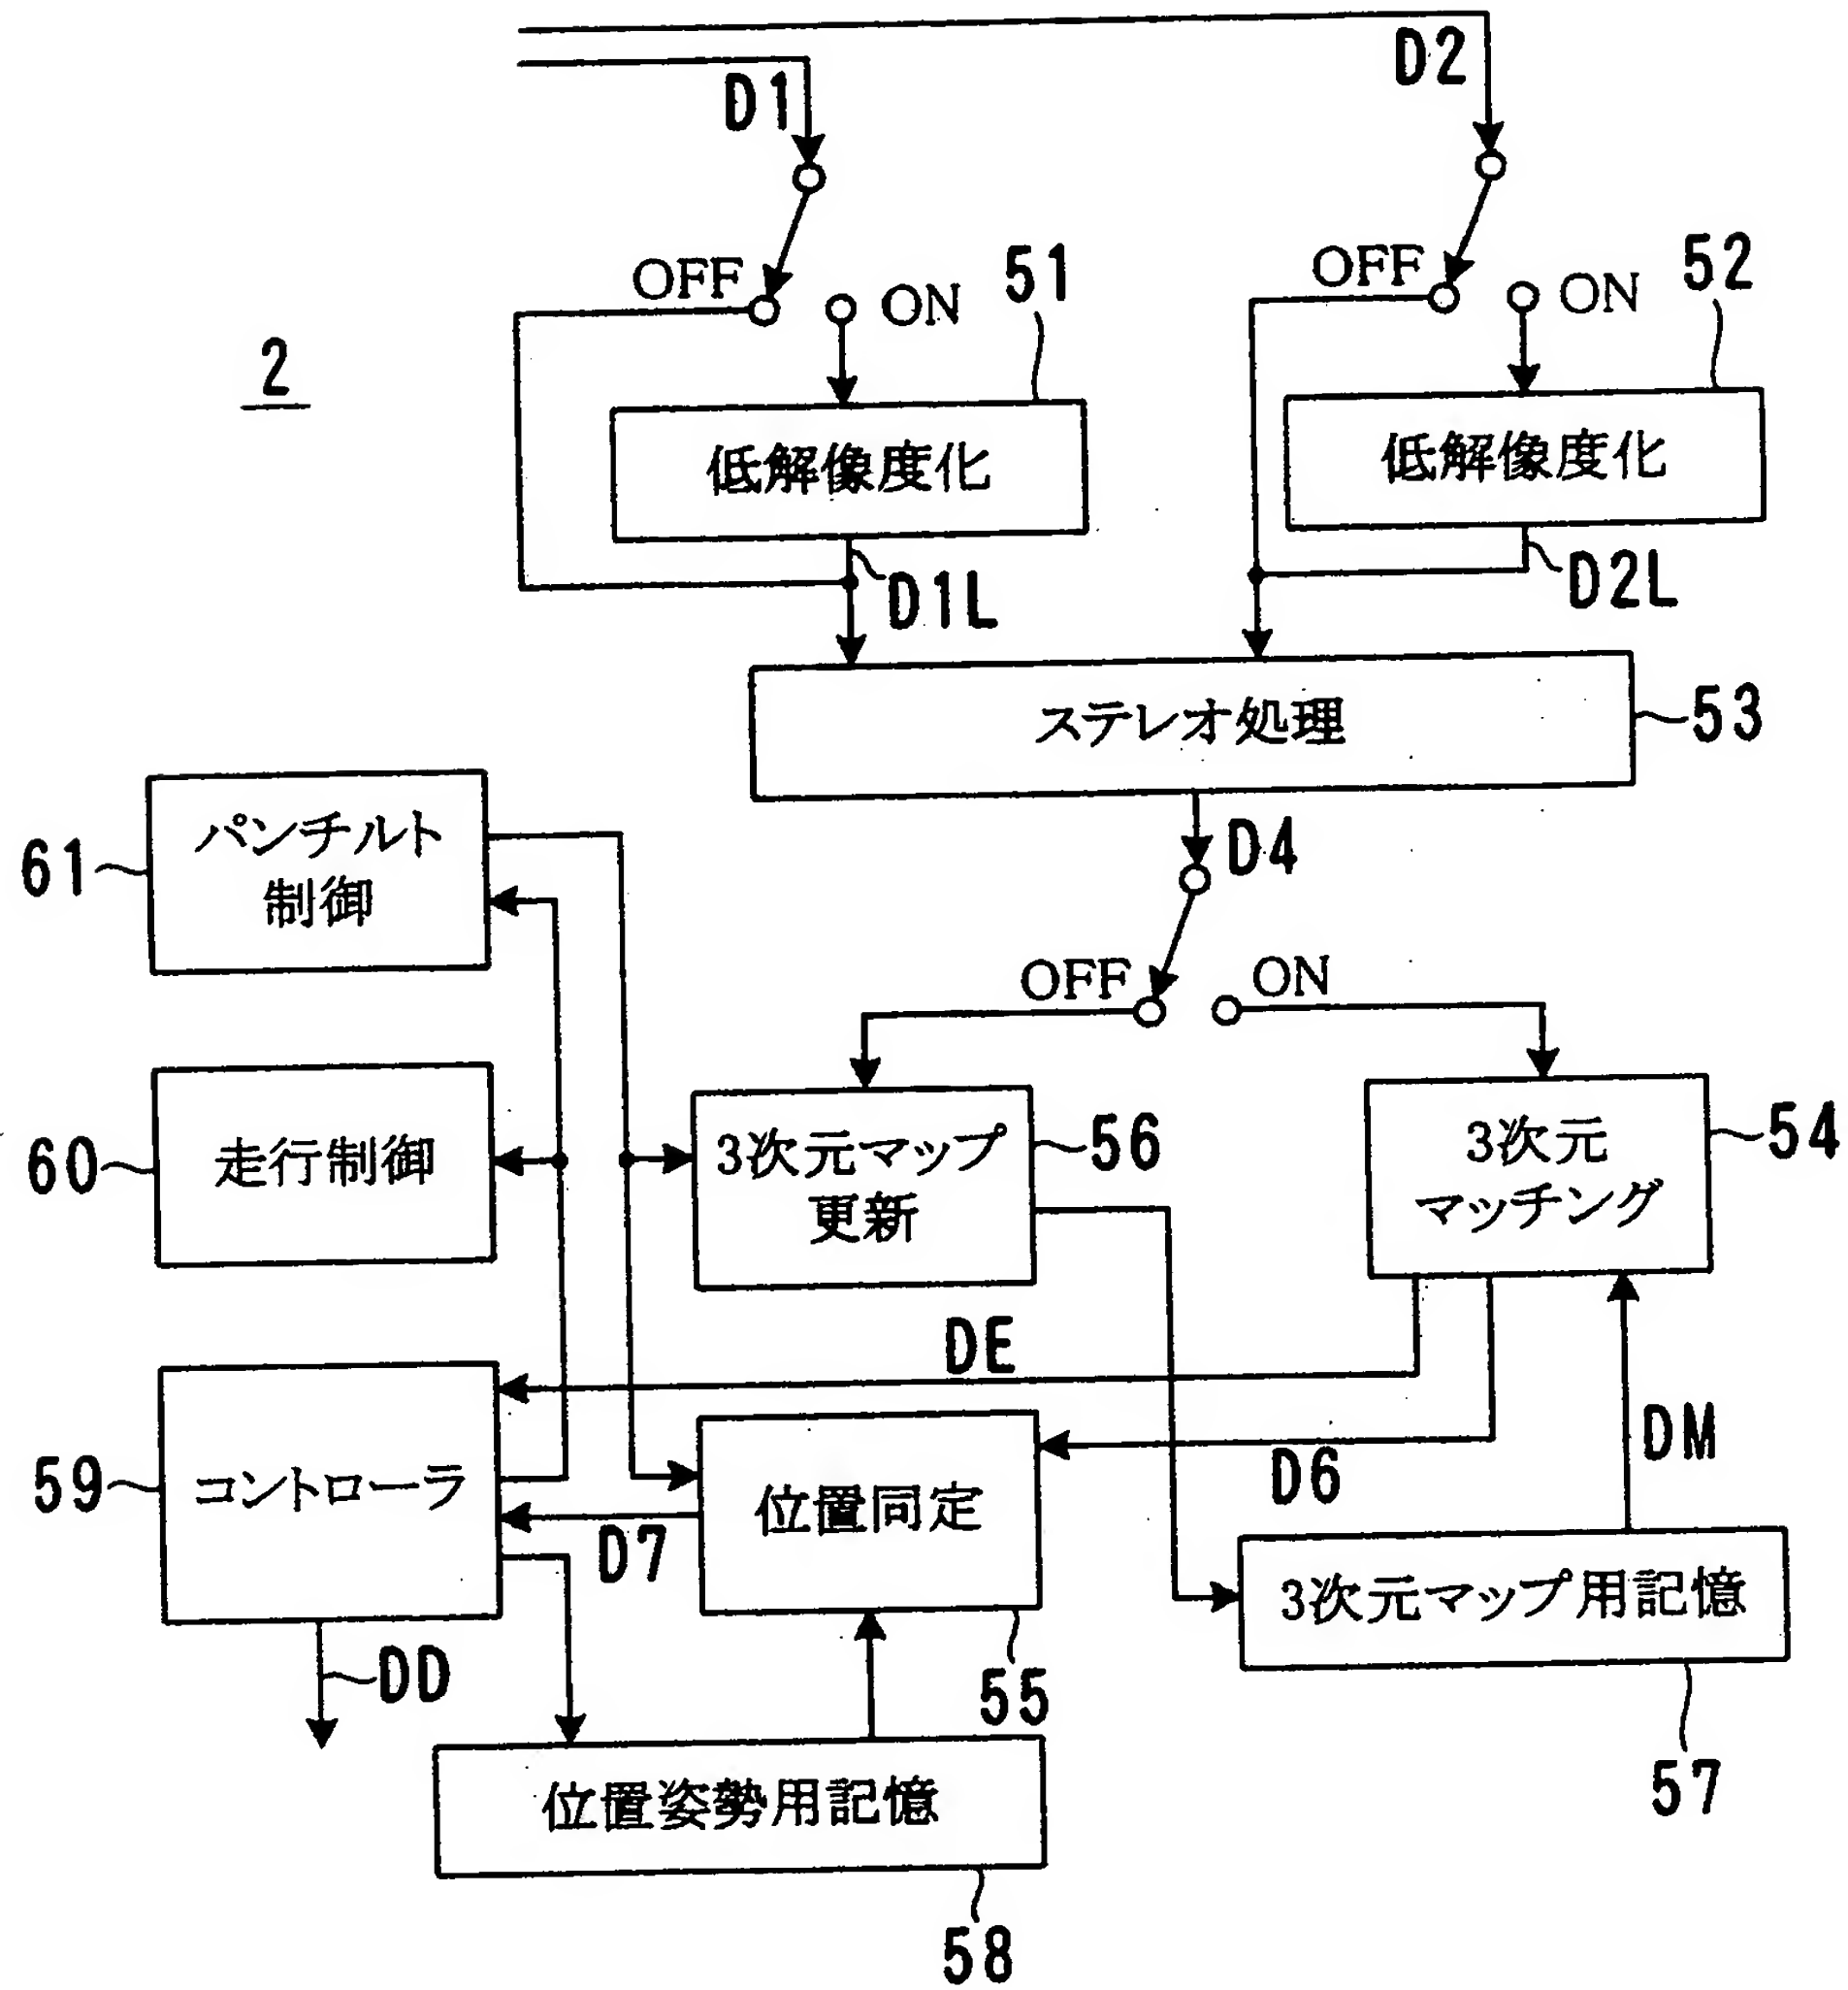 D1
D2
OFF
ON
51
OFF
ON
52
2
低解像度化
低解像度化
D1L
D2L
ステレオ処理
53
D4
パンチルト
制御
61
OFF
ON
走行制御
60
3次元マップ
更新
56
3次元
マッチング
54
DE
D6
DM
コントローラ
59
D7
位置同定
55
3次元マップ用記憶
57
DD
位置姿勢用記憶
58